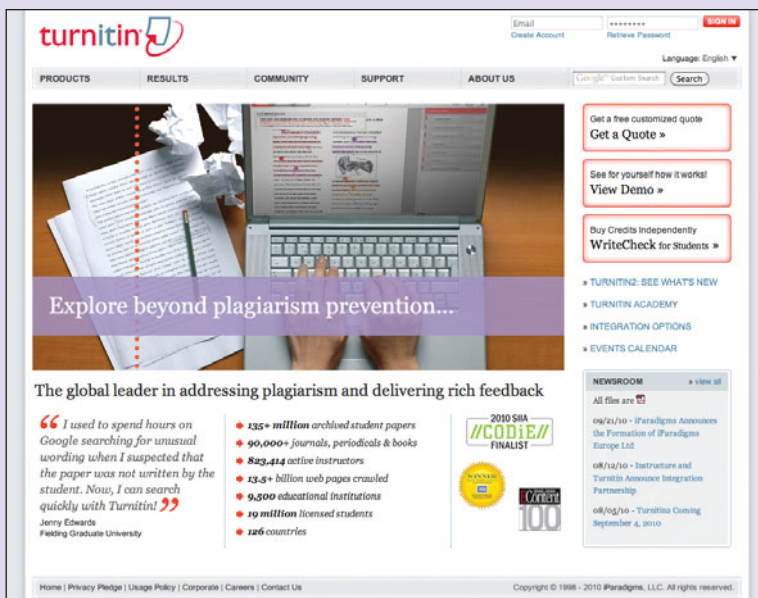 turnitin
Email
••••••••
SIGN IN
Create Account
Retrieve Password
Language: English ▼
PRODUCTS
RESULTS
COMMUNITY
SUPPORT
ABOUT US
Google™ Custom Search
Search
Explore beyond plagiarism prevention...
Get a free customized quote
Get a Quote »
See for yourself how it works!
View Demo »
Buy Credits Independently
WriteCheck for Students »
» TURNITIN2: SEE WHAT'S NEW
» TURNITIN ACADEMY
» INTEGRATION OPTIONS
» EVENTS CALENDAR
The global leader in addressing plagiarism and delivering rich feedback
“ I used to spend hours on
Google searching for unusual
wording when I suspected that
the paper was not written by the
student. Now, I can search
quickly with Turnitin! ”
Jenny Edwards
Fielding Graduate University
135+ million archived student papers
90,000+ journals, periodicals & books
823,414 active instructors
13.5+ billion web pages crawled
9,500 educational institutions
19 million licensed students
126 countries
2010 SIIA
//CODiE//
FINALIST
WINNER
EContent
100
NEWSROOM
» view all
All files are
09/21/10 - iParadigms Announces
the Formation of iParadigms
Europe Ltd
08/12/10 - Instructure and
Turnitin Announce Integration
Partnership
08/05/10 - Turnitin2 Coming
September 4, 2010
Home | Privacy Pledge | Usage Policy | Corporate | Careers | Contact Us
Copyright © 1998 - 2010 iParadigms, LLC. All rights reserved.